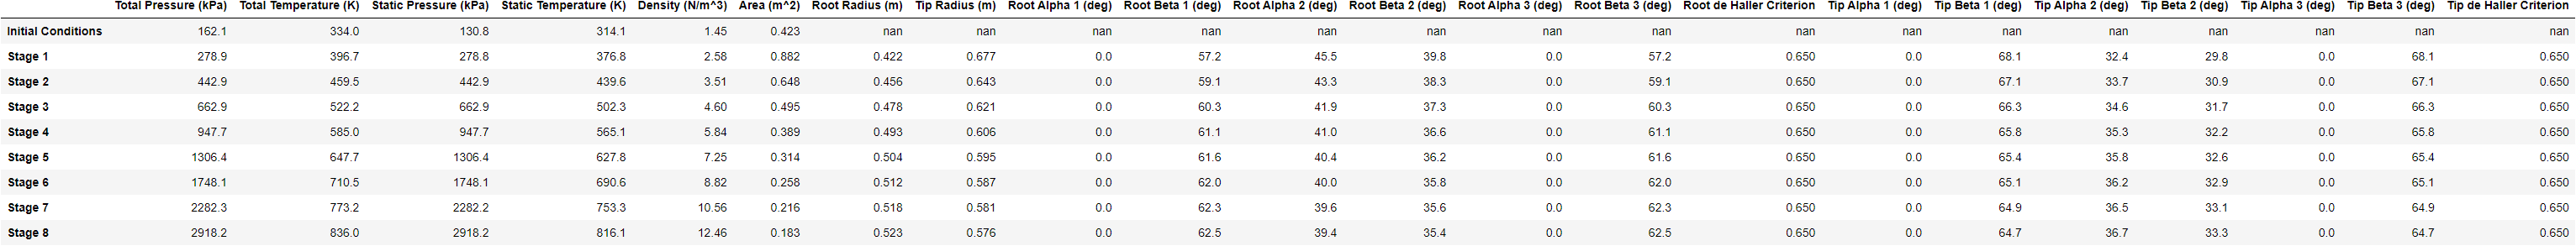 Total Pressure (kPa) Total Temperature (K) Static Pressure (kPa) Static Temperature (K) Density (N/m^3) Area (m^2) Root Radius (m) Tip Radius (m) Root Alpha 1 (deg) Root Beta 1 (deg) Root Alpha 2 (deg) Root Beta 2 (deg) Root Alpha 3 (deg) Root Beta 3 (deg) Root de Haller Criterion Tip Alpha 1 (deg) Tip Beta 1 (deg) Tip Alpha 2 (deg) Tip Beta 2 (deg) Tip Alpha 3 (deg) Tip Beta 3 (deg) Tip de Haller Criterion
Initial Conditions 162.1 334.0 130.8 314.1 1.45 0.423 nan nan nan nan nan nan nan nan nan nan nan nan nan nan nan nan
Stage 1 278.9 396.7 278.8 376.8 2.58 0.882 0.422 0.677 0.0 57.2 45.5 39.8 0.0 57.2 0.650 0.0 68.1 32.4 29.8 0.0 68.1 0.650
Stage 2 442.9 459.5 442.9 439.6 3.51 0.648 0.456 0.643 0.0 59.1 43.3 38.3 0.0 59.1 0.650 0.0 67.1 33.7 30.9 0.0 67.1 0.650
Stage 3 662.9 522.2 662.9 502.3 4.60 0.495 0.478 0.621 0.0 60.3 41.9 37.3 0.0 60.3 0.650 0.0 66.3 34.6 31.7 0.0 66.3 0.650
Stage 4 947.7 585.0 947.7 565.1 5.84 0.389 0.493 0.606 0.0 61.1 41.0 36.6 0.0 61.1 0.650 0.0 65.8 35.3 32.2 0.0 65.8 0.650
Stage 5 1306.4 647.7 1306.4 627.8 7.25 0.314 0.504 0.595 0.0 61.6 40.4 36.2 0.0 61.6 0.650 0.0 65.4 35.8 32.6 0.0 65.4 0.650
Stage 6 1748.1 710.5 1748.1 690.6 8.82 0.258 0.512 0.587 0.0 62.0 40.0 35.8 0.0 62.0 0.650 0.0 65.1 36.2 32.9 0.0 65.1 0.650
Stage 7 2282.3 773.2 2282.2 753.3 10.56 0.216 0.518 0.581 0.0 62.3 39.6 35.6 0.0 62.3 0.650 0.0 64.9 36.5 33.1 0.0 64.9 0.650
Stage 8 2918.2 836.0 2918.2 816.1 12.46 0.183 0.523 0.576 0.0 62.5 39.4 35.4 0.0 62.5 0.650 0.0 64.7 36.7 33.3 0.0 64.7 0.650